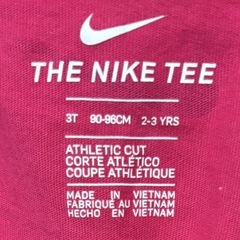 THE NIKE TEE
3T 90-96CM 2-3 YRS
ATHLETIC CUT
CORTE ATLÉTICO
COUPE ATHLÉTIQUE
MADE IN VIETNAM
FABRIQUÉ AU VIETNAM
HECHO EN VIETNAM